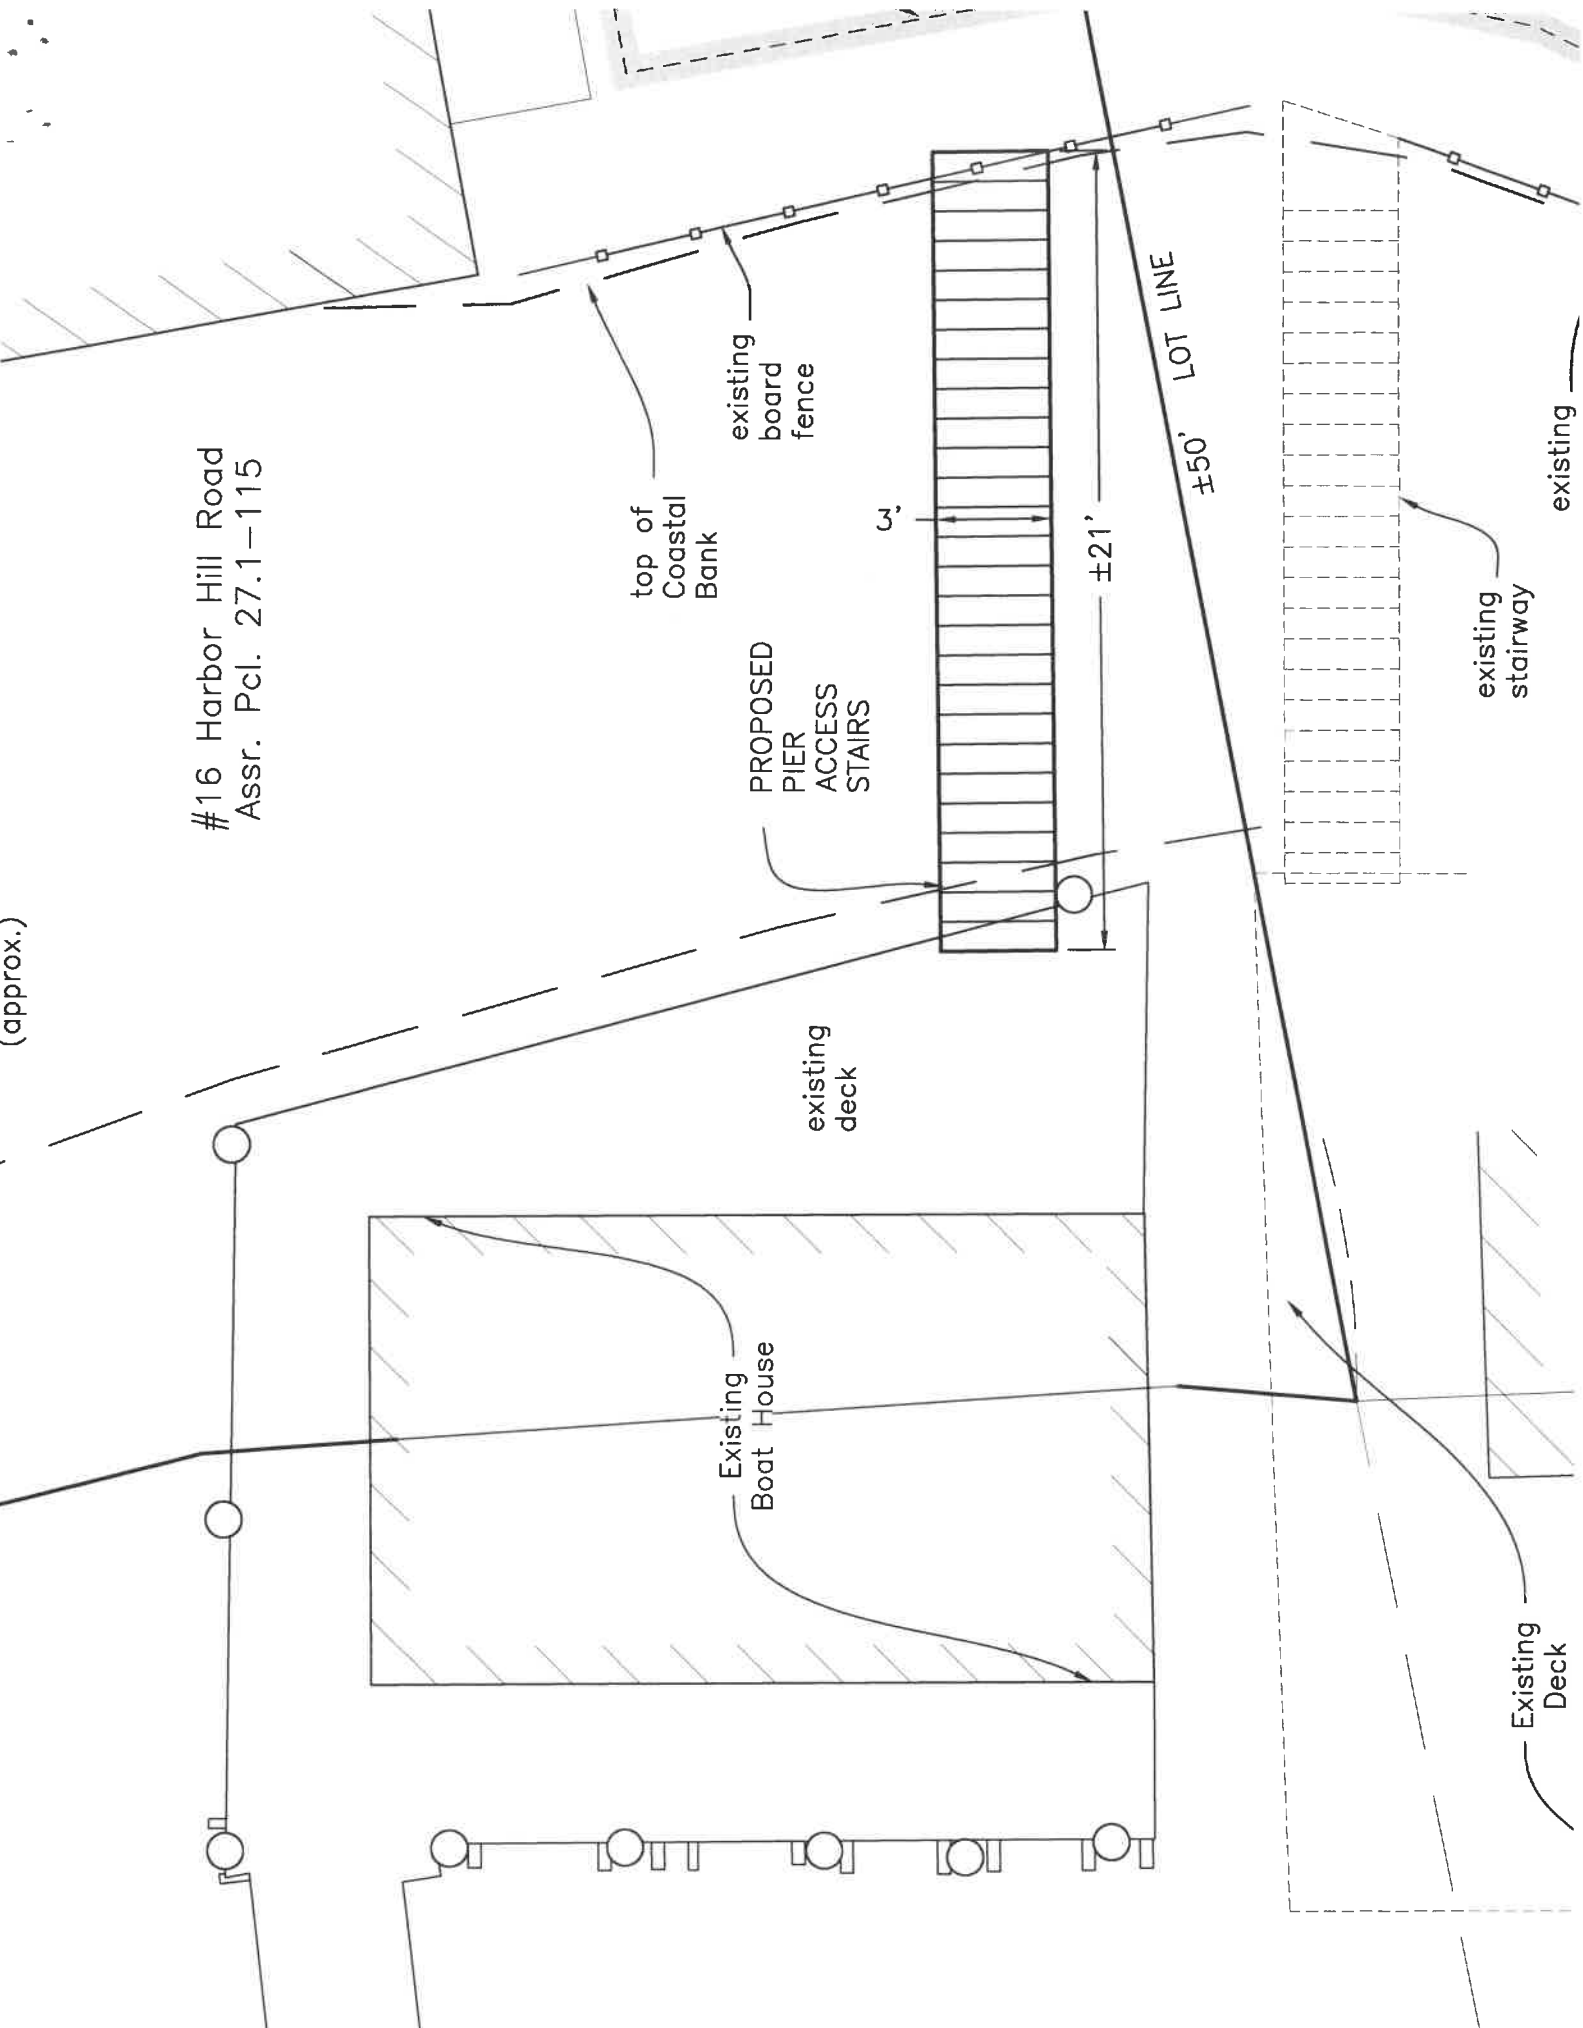 (approx.)
#16 Harbor Hill Road
Assr. Pcl. 27.1-115
top of
Coastal
Bank
existing
board
fence
PROPOSED
PIER
ACCESS
STAIRS
3'
±21'
LOT LINE
±50'
existing
deck
Existing
Boat House
existing
stairway
existing
Existing
Deck